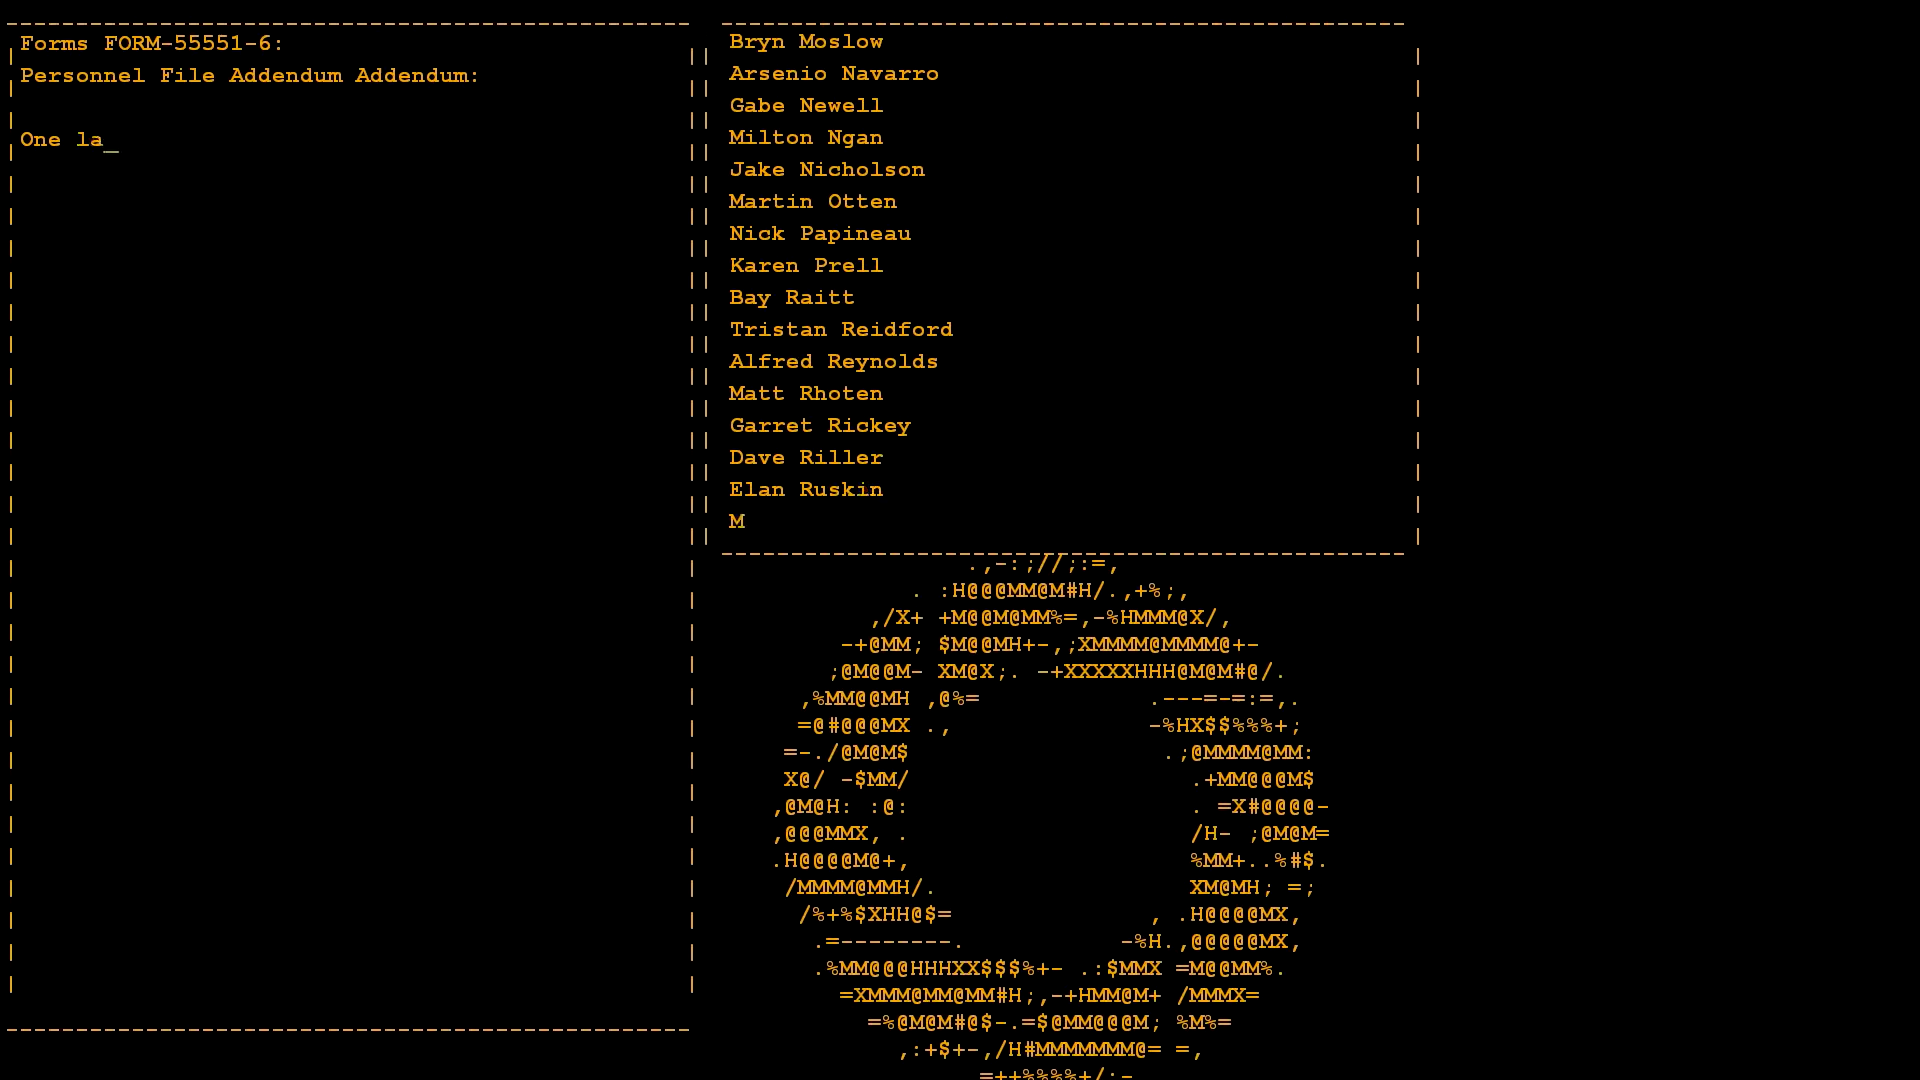 Forms FORM-55551-6:
Personnel File Addendum Addendum:
One la_
Bryn Moslow
Arsenio Navarro
Gabe Newell
Milton Ngan
Jake Nicholson
Martin Otten
Nick Papineau
Karen Prell
Bay Raitt
Tristan Reidford
Alfred Reynolds
Matt Rhoten
Garret Rickey
Dave Riller
Elan Ruskin
M